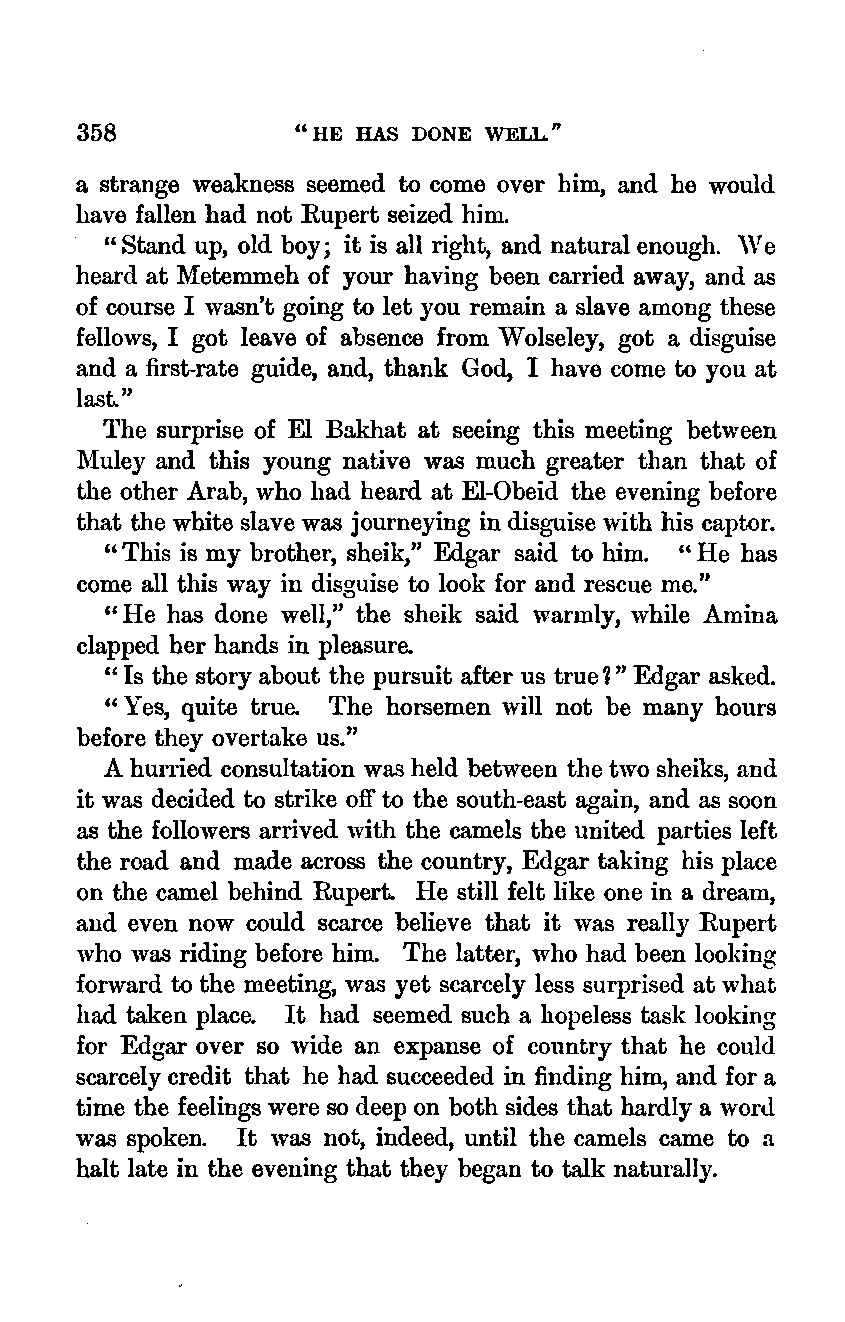 358 "HE HAS DONE WELL."
a strange weakness seemed to come over him, and he would
have fallen had not Rupert seized him.
"Stand up, old boy; it is all right, and natural enough. We
heard at Metemmeh of your having been carried away, and as
of course I wasn't going to let you remain a slave among these
fellows, I got leave of absence from Wolseley, got a disguise
and a first-rate guide, and, thank God, I have come to you at
last."
The surprise of El Bakhat at seeing this meeting between
Muley and this young native was much greater than that of
the other Arab, who had heard at El-Obeid the evening before
that the white slave was journeying in disguise with his captor.
"This is my brother, sheik," Edgar said to him. "He has
come all this way in disguise to look for and rescue me."
"He has done well," the sheik said warmly, while Amina
clapped her hands in pleasure.
"Is the story about the pursuit after us true?" Edgar asked.
"Yes, quite true. The horsemen will not be many hours
before they overtake us."
A hurried consultation was held between the two sheiks, and
it was decided to strike off to the south-east again, and as soon
as the followers arrived with the camels the united parties left
the road and made across the country, Edgar taking his place
on the camel behind Rupert. He still felt like one in a dream,
and even now could scarce believe that it was really Rupert
who was riding before him. The latter, who had been looking
forward to the meeting, was yet scarcely less surprised at what
had taken place. It had seemed such a hopeless task looking
for Edgar over so wide an expanse of country that he could
scarcely credit that he had succeeded in finding him, and for a
time the feelings were so deep on both sides that hardly a word
was spoken. It was not, indeed, until the camels came to a
halt late in the evening that they began to talk naturally.